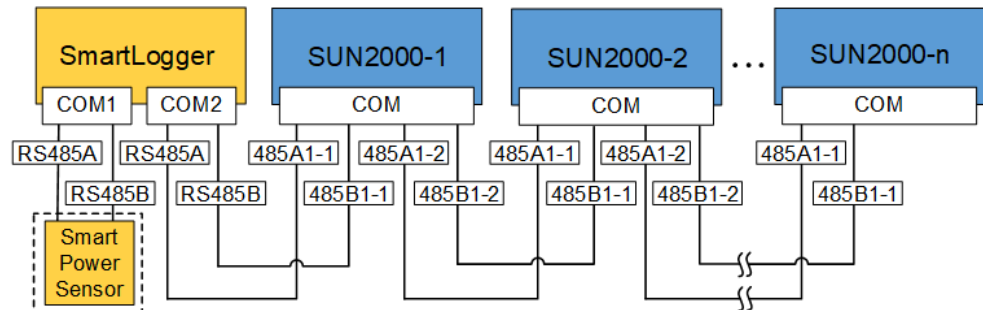 SmartLogger
SUN2000-1
SUN2000-2
...
SUN2000-n
COM1
COM2
COM
COM
COM
RS485A
RS485A
485A1-1
485A1-2
485A1-1
485A1-2
485A1-1
RS485B
RS485B
485B1-1
485B1-2
485B1-1
485B1-2
485B1-1
Smart
Power
Sensor